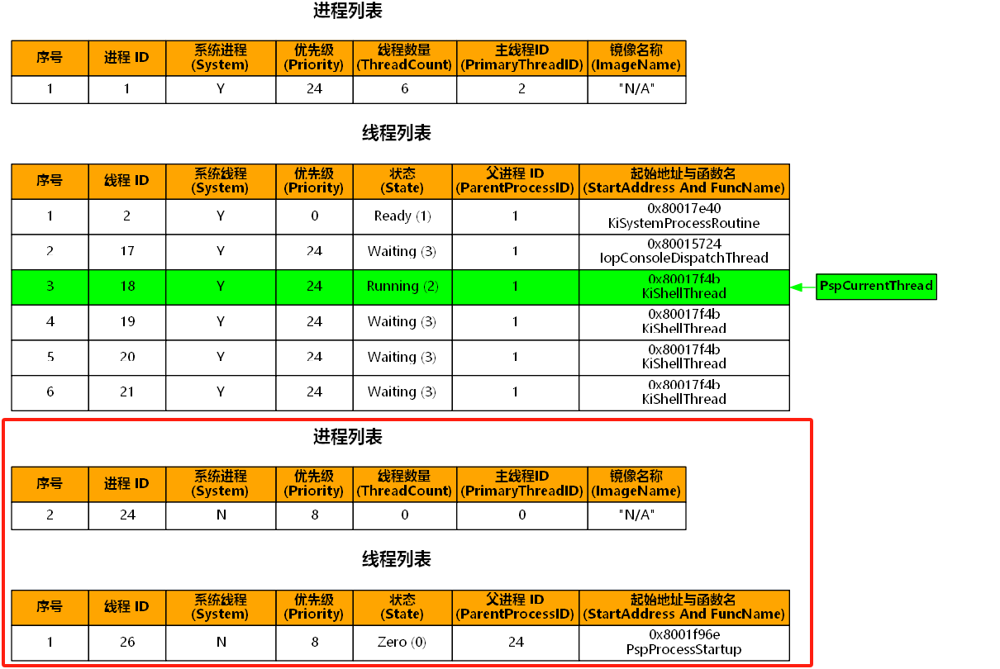 进程列表
序号 进程 ID 系统进程 (System) 优先级 (Priority) 线程数量 (ThreadCount) 主线程ID (PrimaryThreadID) 镜像名称 (ImageName)
1 1 Y 24 6 2 "N/A"
线程列表
序号 线程 ID 系统线程 (System) 优先级 (Priority) 状态 (State) 父进程 ID (ParentProcessID) 起始地址与函数名 (StartAddress And FuncName)
1 2 Y 0 Ready (1) 1 0x80017e40 KiSystemProcessRoutine
2 17 Y 24 Waiting (3) 1 0x80015724 IopConsoleDispatchThread
3 18 Y 24 Running (2) 1 0x80017f4b KiShellThread PspCurrentThread
4 19 Y 24 Waiting (3) 1 0x80017f4b KiShellThread
5 20 Y 24 Waiting (3) 1 0x80017f4b KiShellThread
6 21 Y 24 Waiting (3) 1 0x80017f4b KiShellThread
进程列表
序号 进程 ID 系统进程 (System) 优先级 (Priority) 线程数量 (ThreadCount) 主线程ID (PrimaryThreadID) 镜像名称 (ImageName)
2 24 N 8 0 0 "N/A"
线程列表
序号 线程 ID 系统线程 (System) 优先级 (Priority) 状态 (State) 父进程 ID (ParentProcessID) 起始地址与函数名 (StartAddress And FuncName)
1 26 N 8 Zero (0) 24 0x8001f96e PspProcessStartup